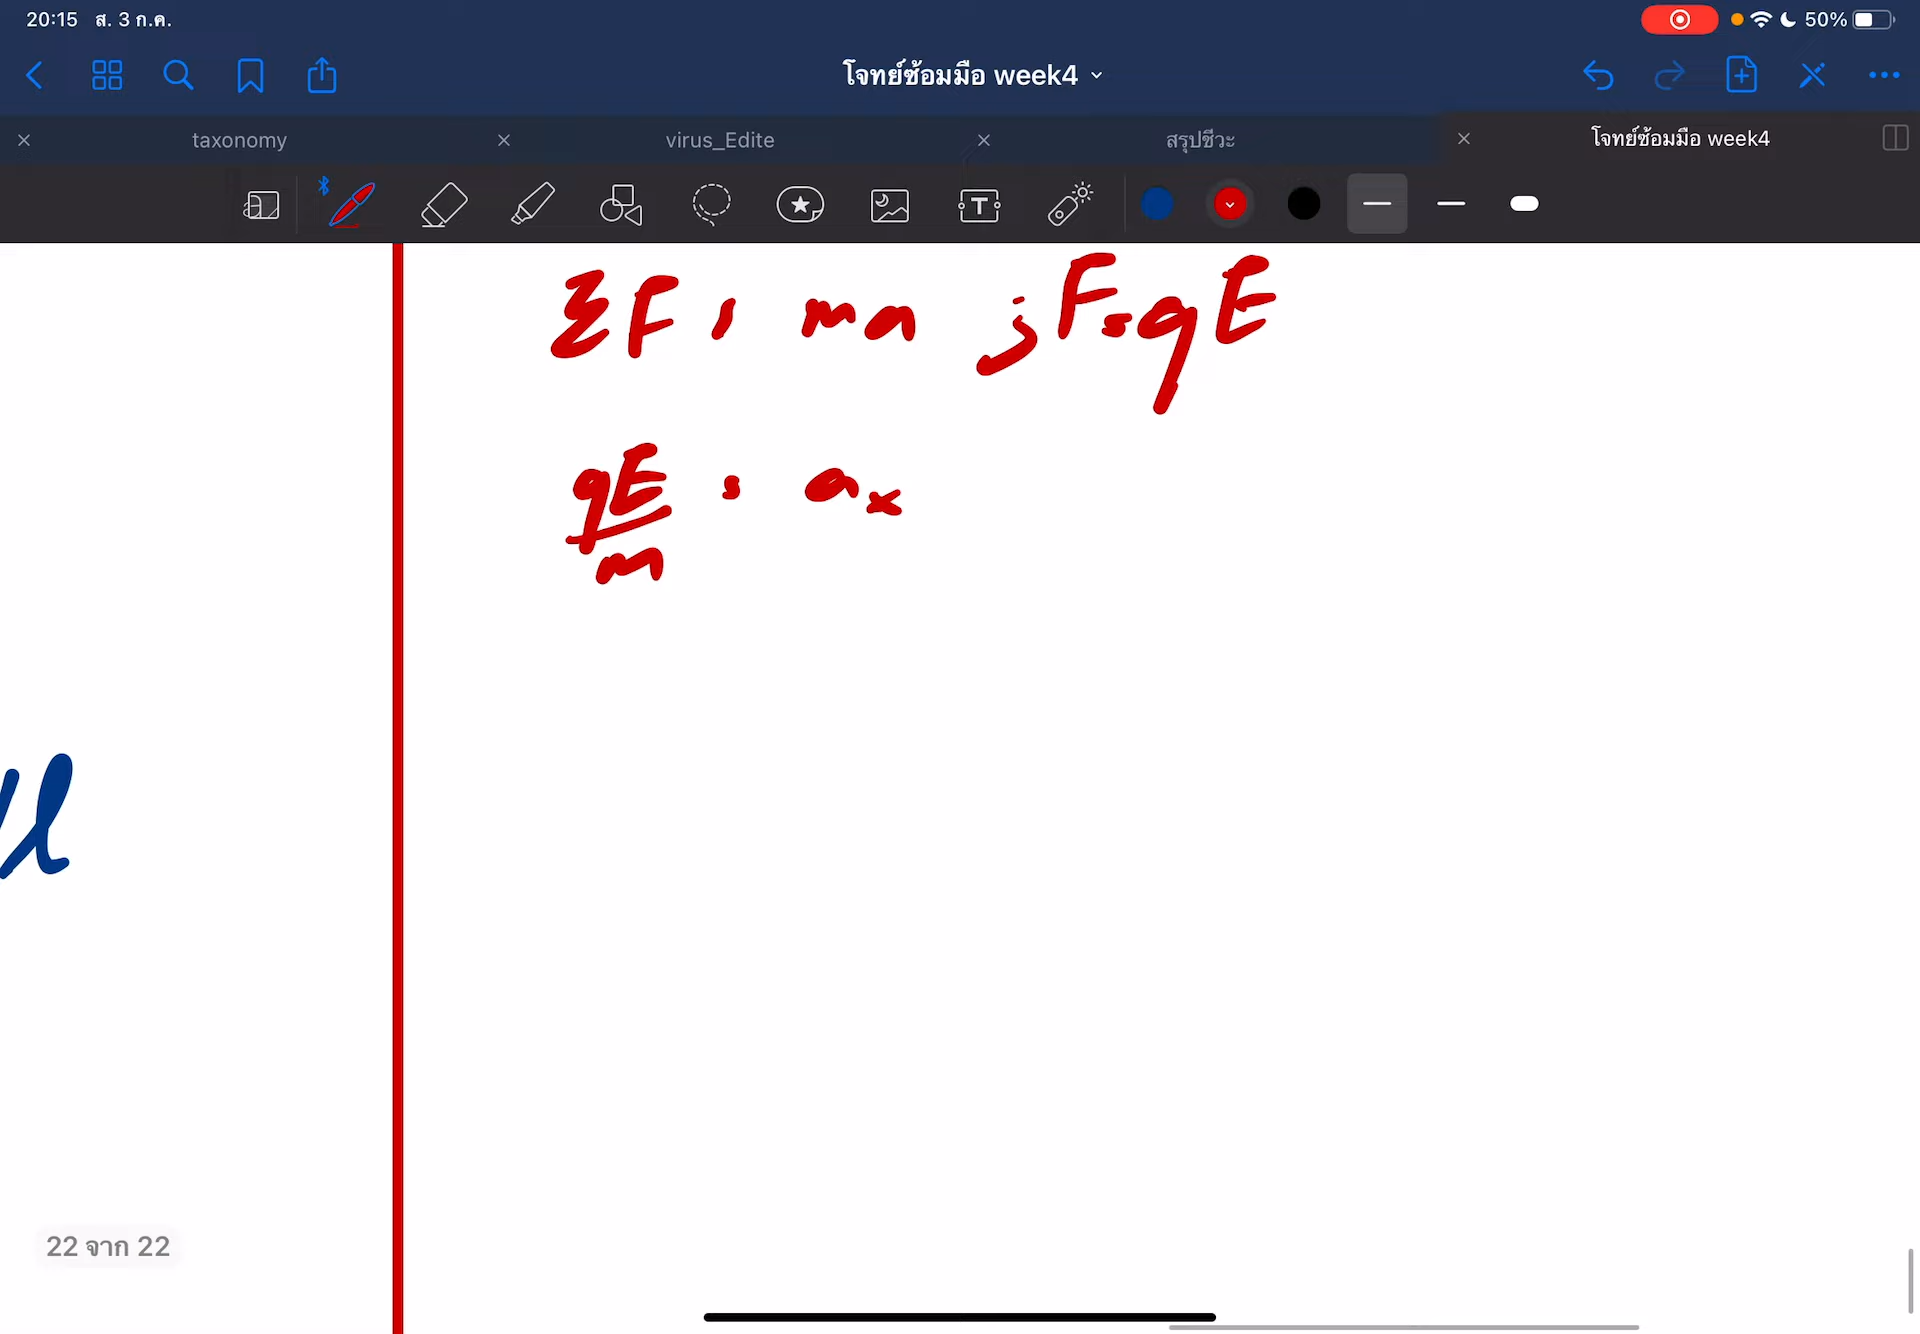 20:15 ส. 3 ก.ค. 50%
โจทย์ซ้อมมือ week4
taxonomy virus_Edite สรุปชีวะ โจทย์ซ้อมมือ week4
ΣF = ma ; F = qE
qE/m = aₓ
22 จาก 22